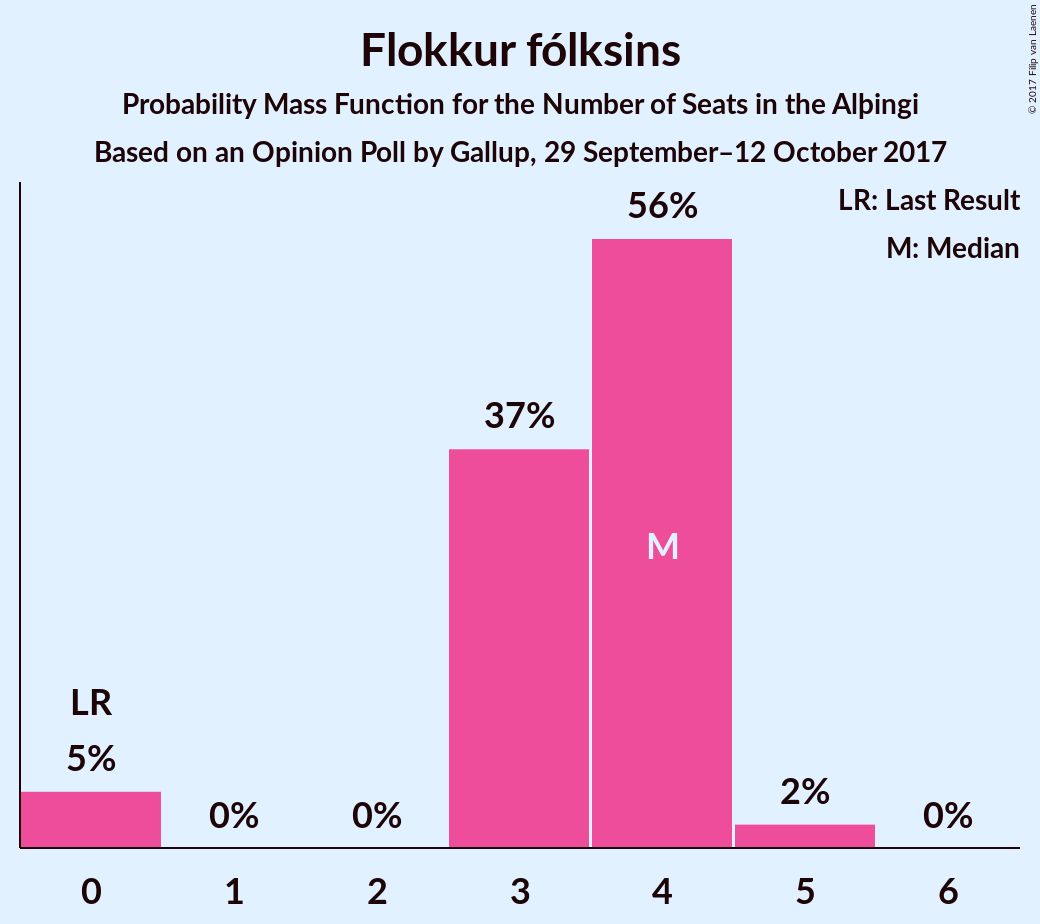 Flokkur fólksins
Probability Mass Function for the Number of Seats in the Alþingi
Based on an Opinion Poll by Gallup, 29 September–12 October 2017
© 2017 Filip van Laenen
LR: Last Result
M: Median
56%
37%
M
LR
5%
0%
0%
2%
0%
0
1
2
3
4
5
6